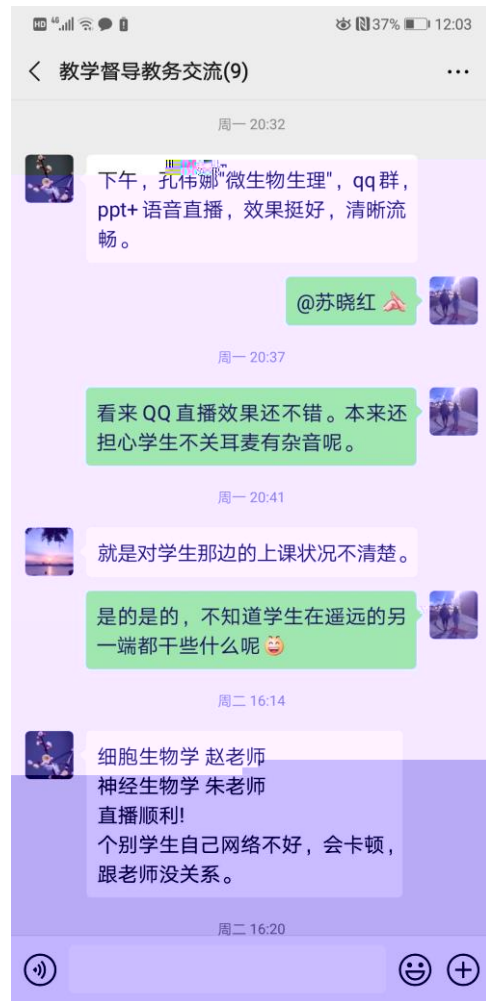 HD 46 37% 12:03
教学督导教务交流(9)
周一 20:32
下午，孔伟娜"微生物生理"，qq群，
ppt+语音直播，效果挺好，清晰流
畅。
@苏晓红
周一 20:37
看来QQ直播效果还不错。本来还
担心学生不关耳麦有杂音呢。
周一 20:41
就是对学生那边的上课状况不清楚。
是的是的，不知道学生在遥远的另
一端都干些什么呢
周二 16:14
细胞生物学 赵老师
神经生物学 朱老师
直播顺利!
个别学生自己网络不好，会卡顿，
跟老师没关系。
周二 16:20